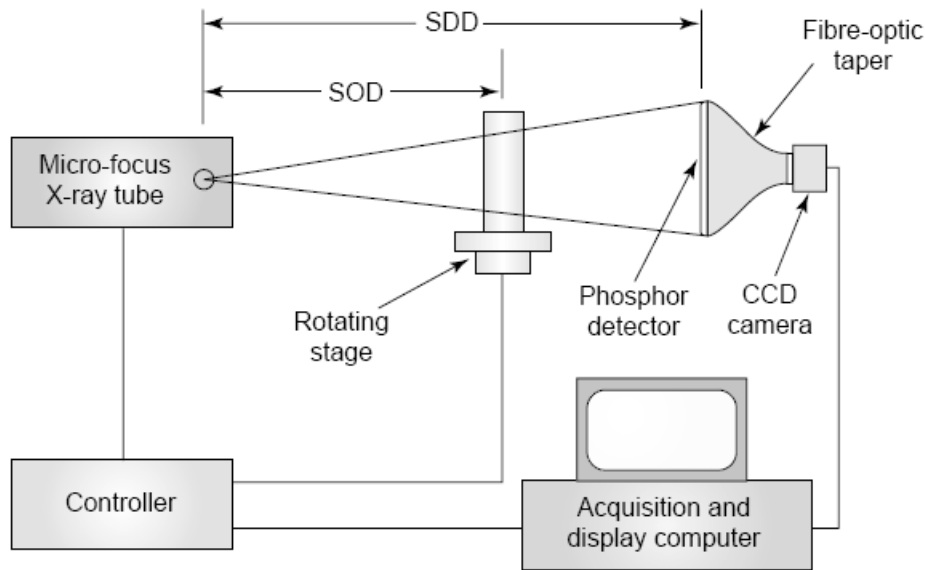 SDD
Fibre-optic
taper
SOD
Micro-focus
X-ray tube
Rotating
stage
Phosphor
detector
CCD
camera
Controller
Acquisition and
display computer